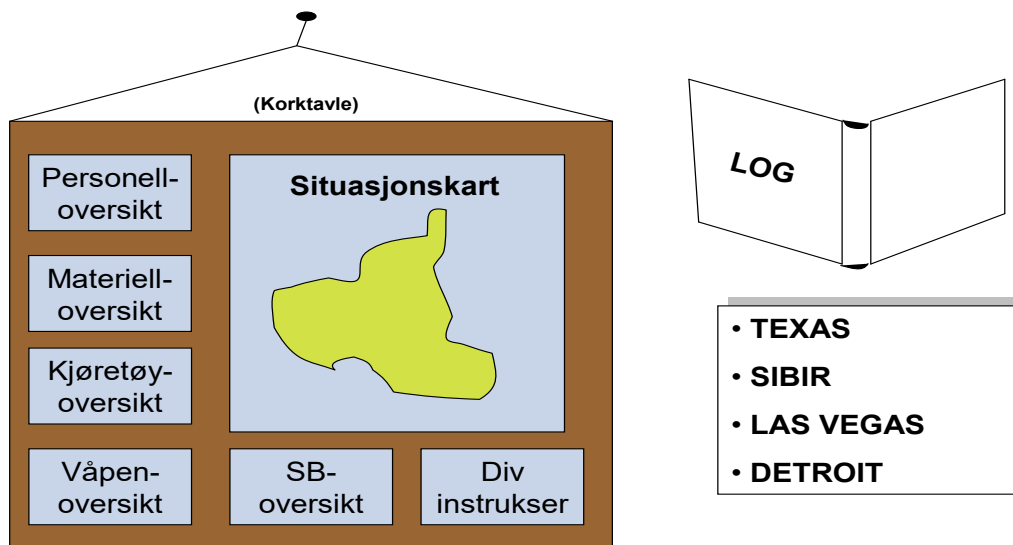 (Korktavle)
Personell-
oversikt
Situasjonskart
Materiell-
oversikt
Kjøretøy-
oversikt
Våpen-
oversikt
SB-
oversikt
Div
instrukser
LOG
• TEXAS
• SIBIR
• LAS VEGAS
• DETROIT